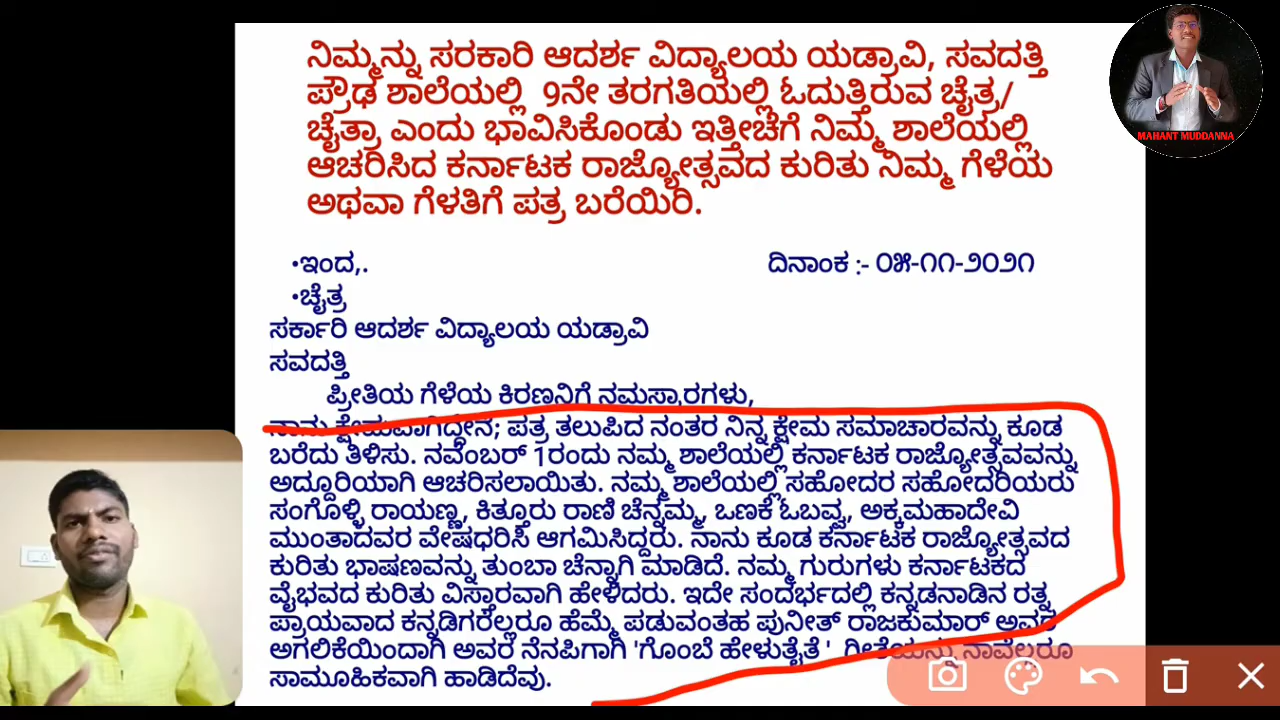 ನಿಮ್ಮನ್ನು ಸರಕಾರಿ ಆದರ್ಶ ವಿದ್ಯಾಲಯ ಯಡ್ರಾವಿ, ಸವದತ್ತಿ
ಪ್ರೌಢ ಶಾಲೆಯಲ್ಲಿ 9ನೇ ತರಗತಿಯಲ್ಲಿ ಓದುತ್ತಿರುವ ಚೈತ್ರ/
ಚೈತ್ರಾ ಎಂದು ಭಾವಿಸಿಕೊಂಡು ಇತ್ತೀಚೆಗೆ ನಿಮ್ಮ ಶಾಲೆಯಲ್ಲಿ
ಆಚರಿಸಿದ ಕರ್ನಾಟಕ ರಾಜ್ಯೋತ್ಸವದ ಕುರಿತು ನಿಮ್ಮ ಗೆಳೆಯ
ಅಥವಾ ಗೆಳತಿಗೆ ಪತ್ರ ಬರೆಯಿರಿ.
MAHANT MUDDANNA
•ಇಂದ,. ದಿನಾಂಕ :- ೦೫-೧೧-೨೦೨೧
•ಚೈತ್ರ
ಸರ್ಕಾರಿ ಆದರ್ಶ ವಿದ್ಯಾಲಯ ಯಡ್ರಾವಿ
ಸವದತ್ತಿ
ಪ್ರೀತಿಯ ಗೆಳೆಯ ಕಿರಣನಿಗೆ ನಮಸ್ಕಾರಗಳು,
ನಾನು ಕ್ಷೇಮವಾಗಿದ್ದೇನೆ; ಪತ್ರ ತಲುಪಿದ ನಂತರ ನಿನ್ನ ಕ್ಷೇಮ ಸಮಾಚಾರವನ್ನು ಕೂಡ
ಬರೆದು ತಿಳಿಸು. ನವೆಂಬರ್ 1ರಂದು ನಮ್ಮ ಶಾಲೆಯಲ್ಲಿ ಕರ್ನಾಟಕ ರಾಜ್ಯೋತ್ಸವವನ್ನು
ಅದ್ದೂರಿಯಾಗಿ ಆಚರಿಸಲಾಯಿತು. ನಮ್ಮ ಶಾಲೆಯಲ್ಲಿ ಸಹೋದರ ಸಹೋದರಿಯರು
ಸಂಗೊಳ್ಳಿ ರಾಯಣ್ಣ, ಕಿತ್ತೂರು ರಾಣಿ ಚೆನ್ನಮ್ಮ, ಒಣಕೆ ಓಬವ್ವ, ಅಕ್ಕಮಹಾದೇವಿ
ಮುಂತಾದವರ ವೇಷಧರಿಸಿ ಆಗಮಿಸಿದ್ದರು. ನಾನು ಕೂಡ ಕರ್ನಾಟಕ ರಾಜ್ಯೋತ್ಸವದ
ಕುರಿತು ಭಾಷಣವನ್ನು ತುಂಬಾ ಚೆನ್ನಾಗಿ ಮಾಡಿದೆ. ನಮ್ಮ ಗುರುಗಳು ಕರ್ನಾಟಕದ
ವೈಭವದ ಕುರಿತು ವಿಸ್ತಾರವಾಗಿ ಹೇಳಿದರು. ಇದೇ ಸಂದರ್ಭದಲ್ಲಿ ಕನ್ನಡನಾಡಿನ ರತ್ನ
ಪ್ರಾಯವಾದ ಕನ್ನಡಿಗರೆಲ್ಲರೂ ಹೆಮ್ಮೆ ಪಡುವಂತಹ ಪುನೀತ್ ರಾಜಕುಮಾರ್ ಅವರ
ಅಗಲಿಕೆಯಿಂದಾಗಿ ಅವರ ನೆನಪಿಗಾಗಿ 'ಗೊಂಬೆ ಹೇಳುತೈತೆ ' ಗೀತೆಯನ್ನು ನಾವೆಲ್ಲರೂ
ಸಾಮೂಹಿಕವಾಗಿ ಹಾಡಿದೆವು.